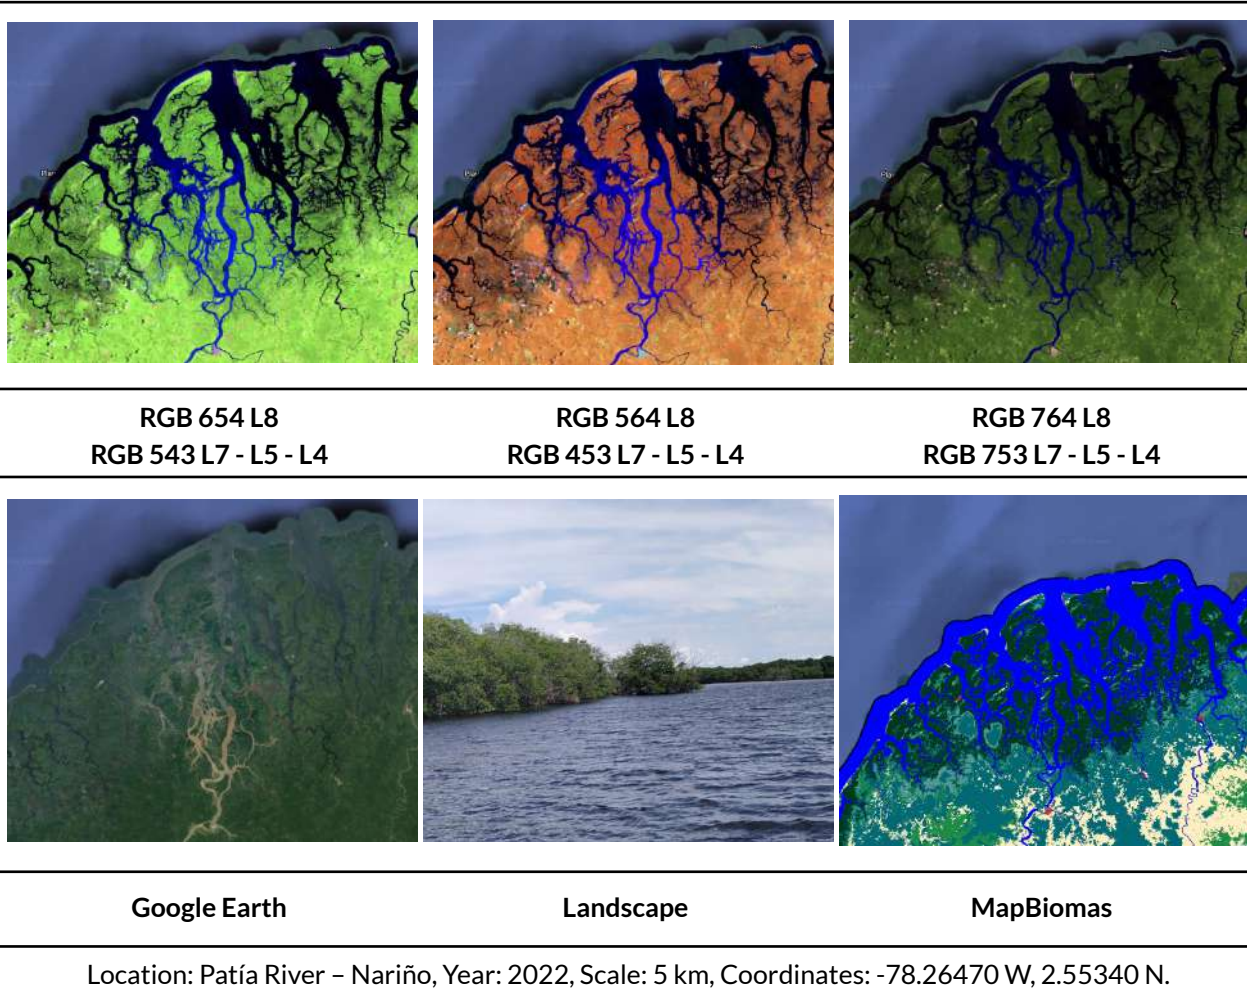 RGB 654 L8
RGB 543 L7 - L5 - L4
RGB 564 L8
RGB 453 L7 - L5 - L4
RGB 764 L8
RGB 753 L7 - L5 - L4
Google Earth
Landscape
MapBiomas
Location: Patía River – Nariño, Year: 2022, Scale: 5 km, Coordinates: -78.26470 W, 2.55340 N.